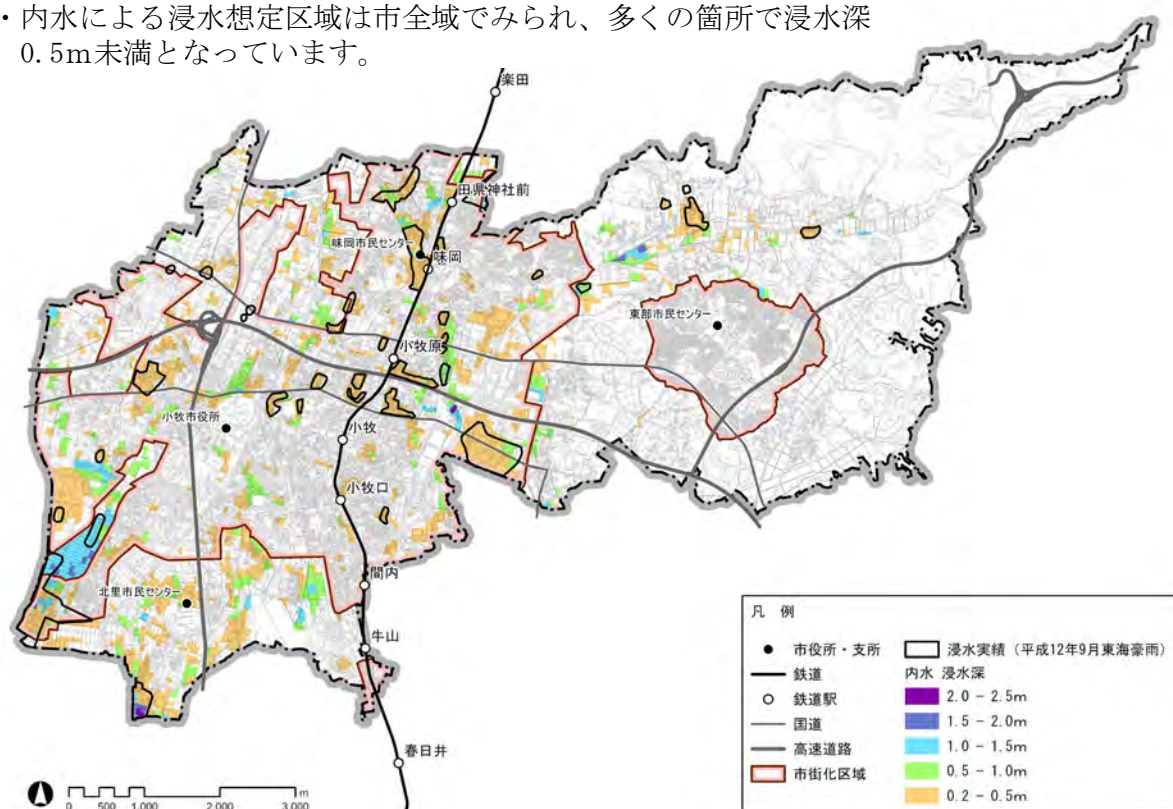 ・内水による浸水想定区域は市全域でみられ、多くの箇所で浸水深
0.5m未満となっています。
楽田
田県神社前
味岡市民センター
味岡
東部市民センター
小牧原
小牧市役所
小牧
小牧口
間内
北里市民センター
牛山
春日井
凡 例
市役所・支所
鉄道
鉄道駅
国道
高速道路
市街化区域
浸水実績（平成12年9月東海豪雨）
内水 浸水深
2.0 - 2.5m
1.5 - 2.0m
1.0 - 1.5m
0.5 - 1.0m
0.2 - 0.5m
0 500 1,000 2,000 3,000 m